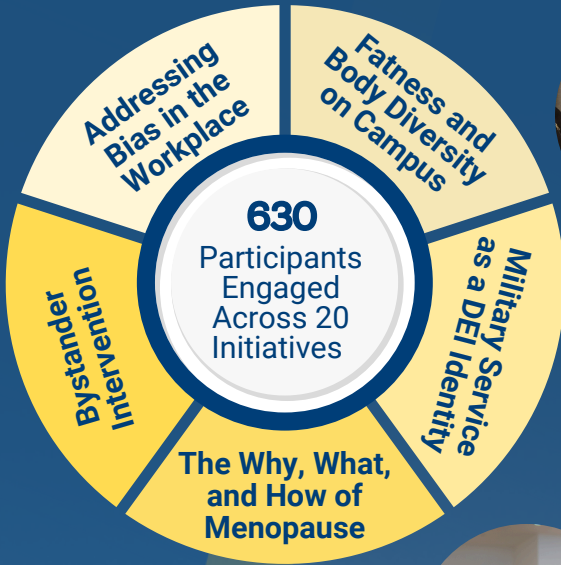 Addressing
Bias in the
Workplace
Fatness and
Body Diversity
on Campus
630
Participants
Engaged
Across 20
Initiatives
Military Service
as a DEI Identity
Bystander
Intervention
The Why, What,
and How of
Menopause